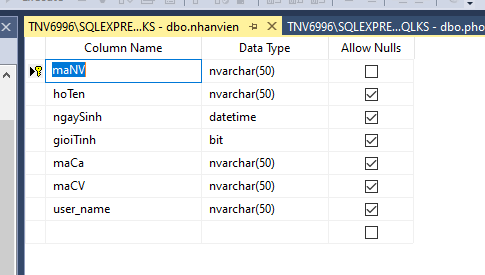 TNV6996\SQLEXPRE...KS - dbo.nhanvien
TNV6996\SQLEXPRE...QLKS - dbo.pho
Column Name Data Type Allow Nulls
maNV nvarchar(50)
hoTen nvarchar(50)
ngaySinh datetime
gioiTinh bit
maCa nvarchar(50)
maCV nvarchar(50)
user_name nvarchar(50)